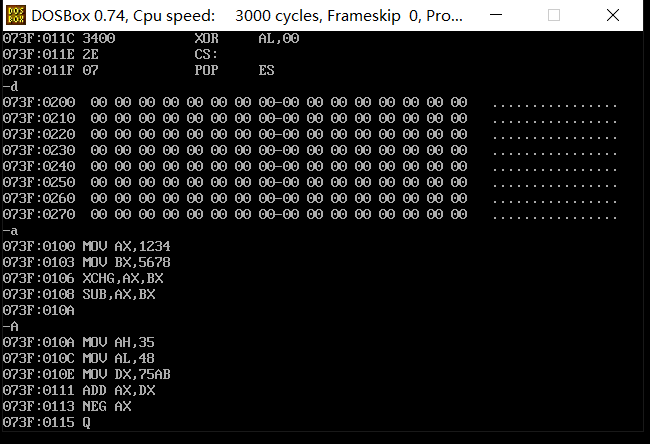 DOS
BOX
DOSBox 0.74, Cpu speed: 3000 cycles, Frameskip 0, Pro...
073F:011C 3400 XOR AL,00
073F:011E 2E CS:
073F:011F 07 POP ES
-d
073F:0200 00 00 00 00 00 00 00 00-00 00 00 00 00 00 00 00 ................
073F:0210 00 00 00 00 00 00 00 00-00 00 00 00 00 00 00 00 ................
073F:0220 00 00 00 00 00 00 00 00-00 00 00 00 00 00 00 00 ................
073F:0230 00 00 00 00 00 00 00 00-00 00 00 00 00 00 00 00 ................
073F:0240 00 00 00 00 00 00 00 00-00 00 00 00 00 00 00 00 ................
073F:0250 00 00 00 00 00 00 00 00-00 00 00 00 00 00 00 00 ................
073F:0260 00 00 00 00 00 00 00 00-00 00 00 00 00 00 00 00 ................
073F:0270 00 00 00 00 00 00 00 00-00 00 00 00 00 00 00 00 ................
-a
073F:0100 MOV AX,1234
073F:0103 MOV BX,5678
073F:0106 XCHG,AX,BX
073F:0108 SUB,AX,BX
073F:010A
-A
073F:010A MOV AH,35
073F:010C MOV AL,48
073F:010E MOV DX,75AB
073F:0111 ADD AX,DX
073F:0113 NEG AX
073F:0115 Q